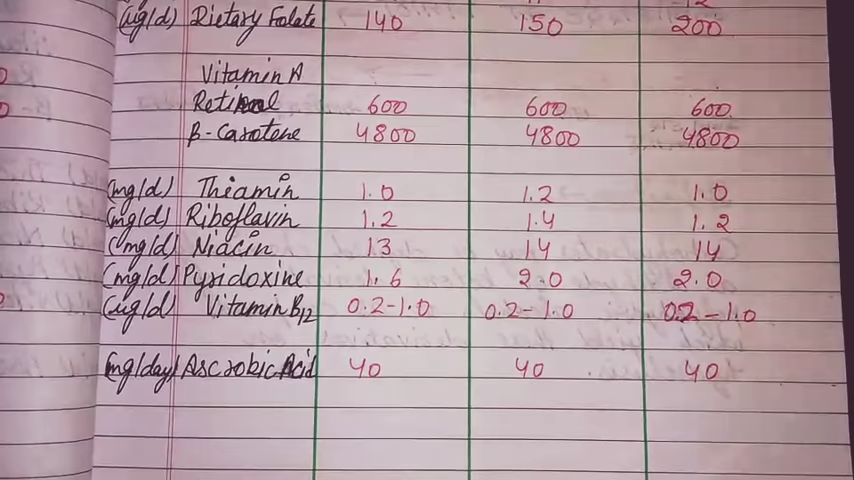 (ug/d) Dietary Folate 140 150 200
Vitamin A
Retinol 600 600 600
β-Carotene 4800 4800 4800
(mg/d) Thiamin 1.0 1.2 1.0
(mg/d) Riboflavin 1.2 1.4 1.2
(mg/d) Niacin 13 14 14
(mg/d) Pyridoxine 1.6 2.0 2.0
(ug/d) Vitamin B12 0.2-1.0 0.2-1.0 0.2-1.0
(mg/day) Ascrobic Acid 40 40 40